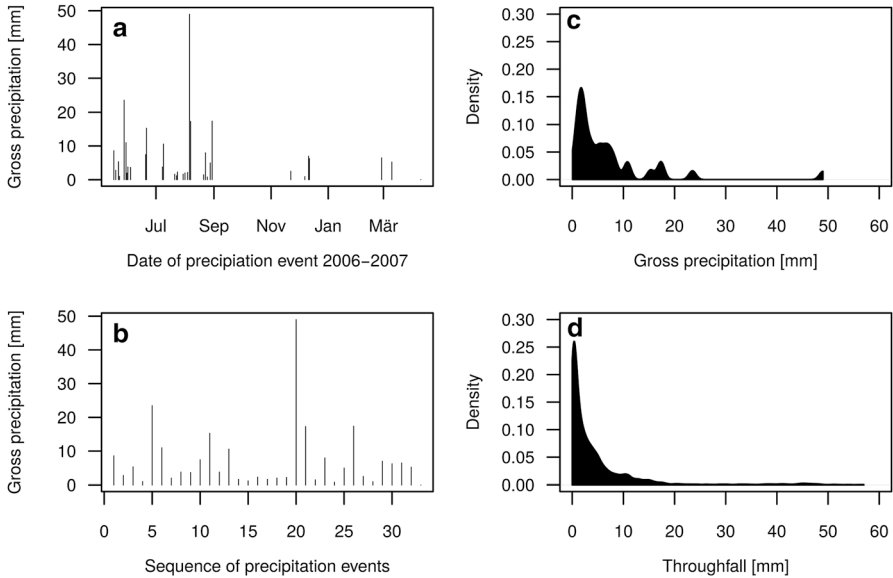 a
Gross precipitation [mm]
50
40
30
20
10
0
Jul Sep Nov Jan Mär
Date of precipiation event 2006−2007
c
Density
0.30
0.25
0.20
0.15
0.10
0.05
0.00
0 10 20 30 40 50 60
Gross precipitation [mm]
b
Gross precipitation [mm]
50
40
30
20
10
0
0 5 10 15 20 25 30
Sequence of precipitation events
d
Density
0.30
0.25
0.20
0.15
0.10
0.05
0.00
0 10 20 30 40 50 60
Throughfall [mm]